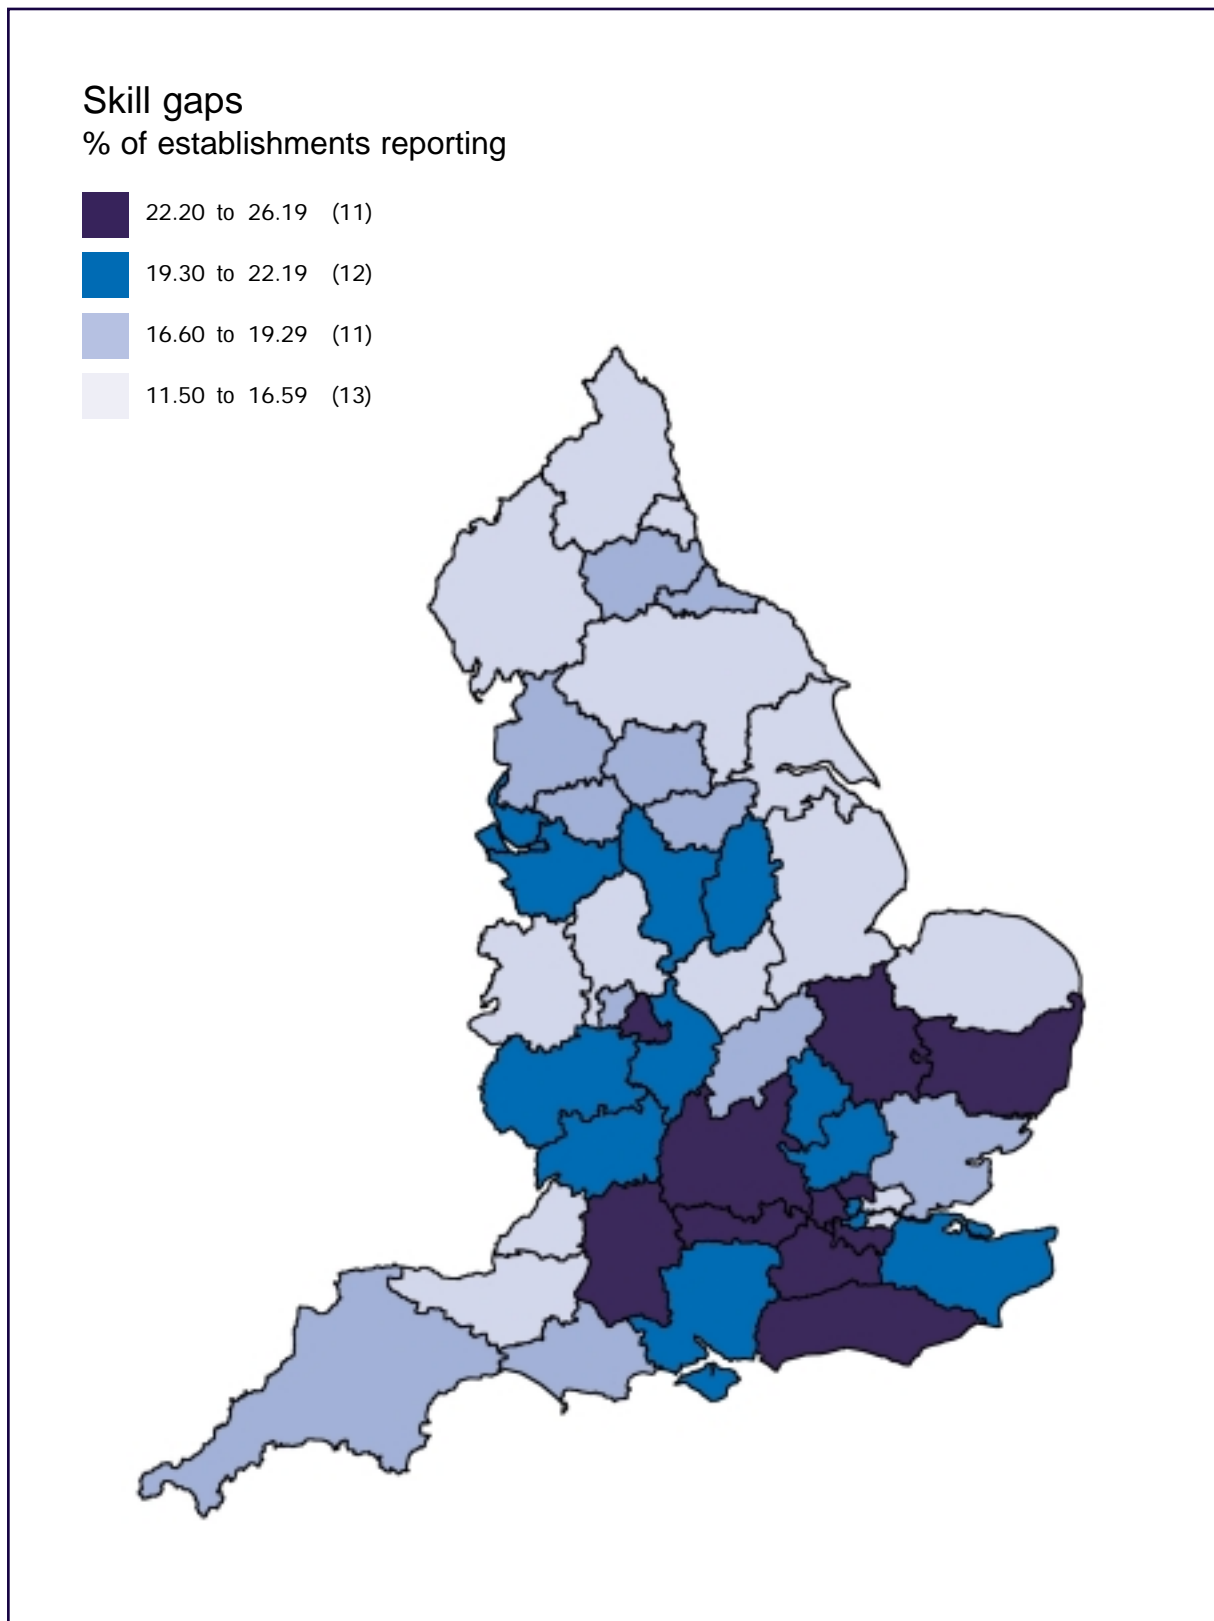 Skill gaps
% of establishments reporting
22.20 to 26.19 (11)
19.30 to 22.19 (12)
16.60 to 19.29 (11)
11.50 to 16.59 (13)